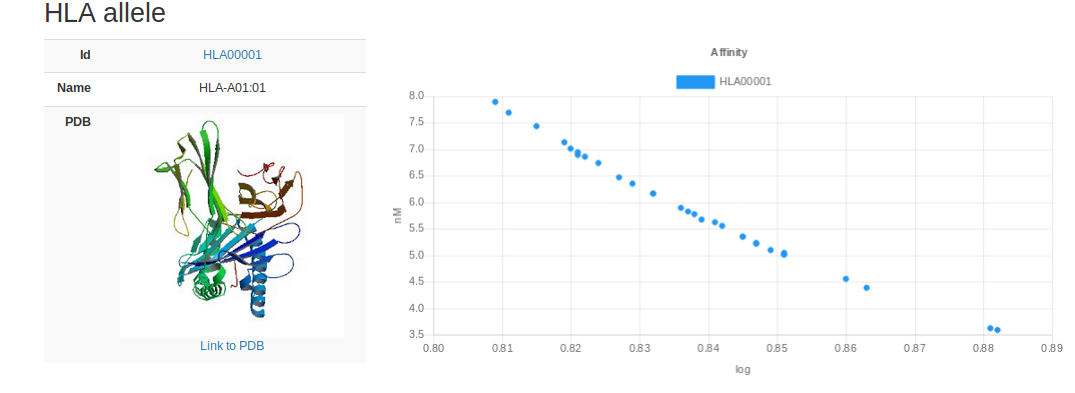 HLA allele
Id HLA00001
Name HLA-A01:01
PDB
Link to PDB
Affinity
HLA00001
nM
8.0
7.5
7.0
6.5
6.0
5.5
5.0
4.5
4.0
3.5
0.80 0.81 0.82 0.83 0.84 0.85 0.86 0.87 0.88 0.89
log